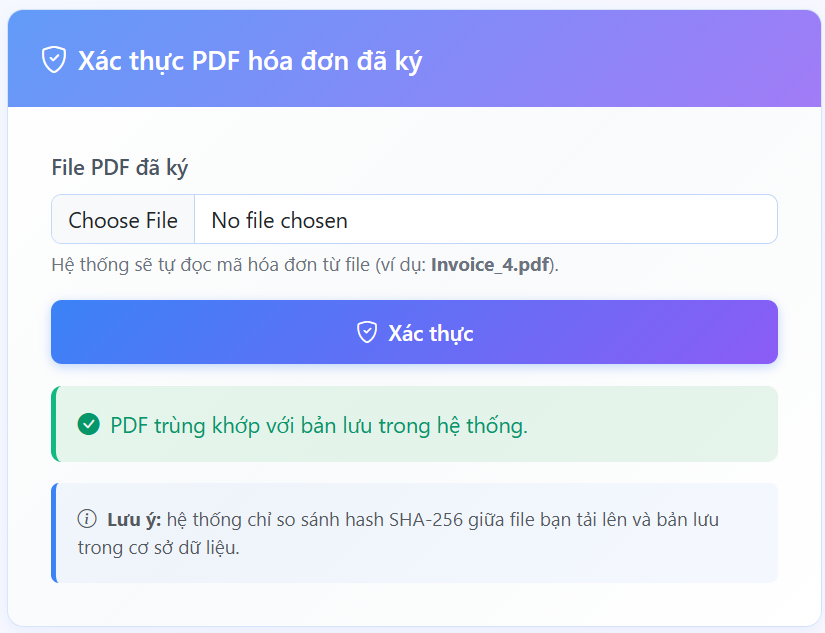 Xác thực PDF hóa đơn đã ký
File PDF đã ký
Choose File No file chosen
Hệ thống sẽ tự đọc mã hóa đơn từ file (ví dụ: Invoice_4.pdf).
Xác thực
PDF trùng khớp với bản lưu trong hệ thống.
Lưu ý: hệ thống chỉ so sánh hash SHA-256 giữa file bạn tải lên và bản lưu
trong cơ sở dữ liệu.